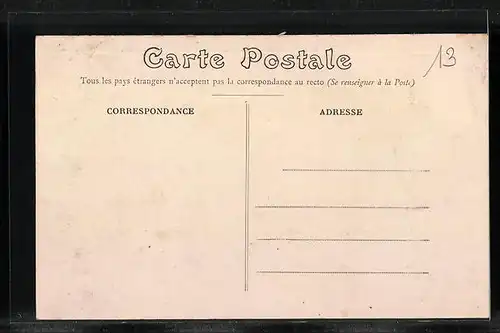 Carte Postale
13
Tous les pays étrangers n'acceptent pas la correspondance au recto (Se renseigner à la Poste)
CORRESPONDANCE
ADRESSE